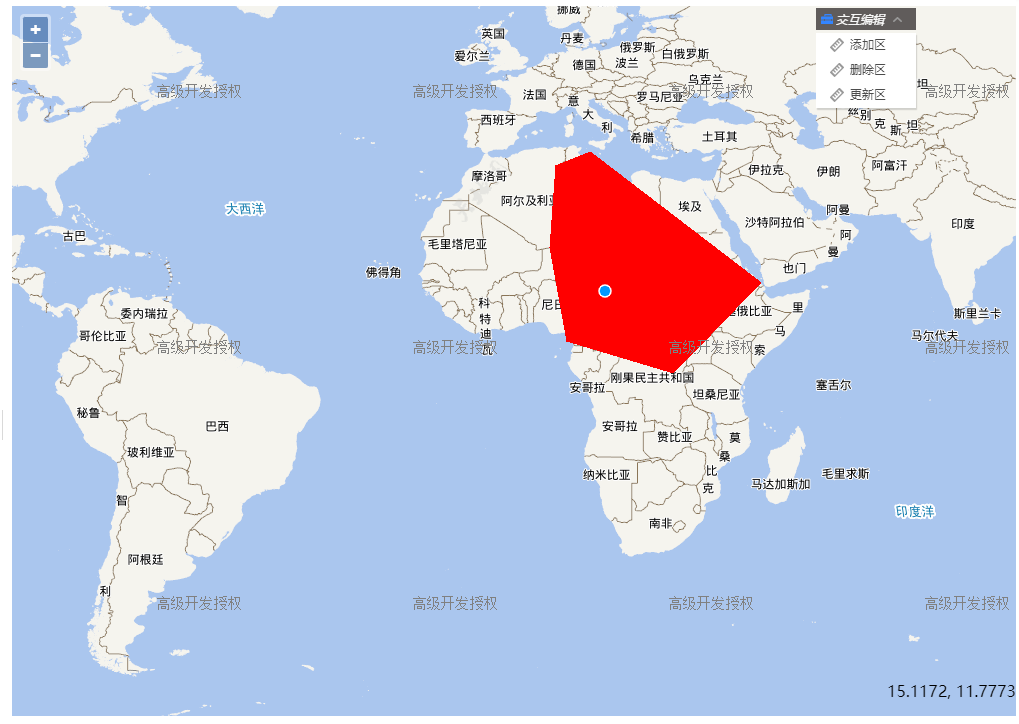 +
−
挪威
英国
丹麦
爱尔兰
俄罗斯
白俄罗斯
德国
波兰
乌克兰
法国
罗马尼亚
意
大
利
西班牙
希腊
土耳其
交互编辑
添加区
删除区
更新区
高级开发授权
高级开发授权
高级开发授权
高级开发授权
坦
别
克
斯
坦
摩洛哥
伊拉克
伊朗
阿富汗
阿尔及利亚
埃及
沙特阿拉伯
阿曼
阿
曼
印度
大西洋
古巴
毛里塔尼亚
佛得角
也门
科
特
迪
瓦
尼日
俄比亚
里
马
索
斯里兰卡
马尔代夫
委内瑞拉
哥伦比亚
高级开发授权
高级开发授权
高级开发授权
高级开发授权
刚果民主共和国
安哥拉
坦桑尼亚
塞舌尔
秘鲁
巴西
安哥拉
赞比亚
莫
桑
比
克
玻利维亚
纳米比亚
马达加斯加
毛里求斯
智
利
南非
印度洋
阿根廷
高级开发授权
高级开发授权
高级开发授权
高级开发授权
15.1172, 11.7773